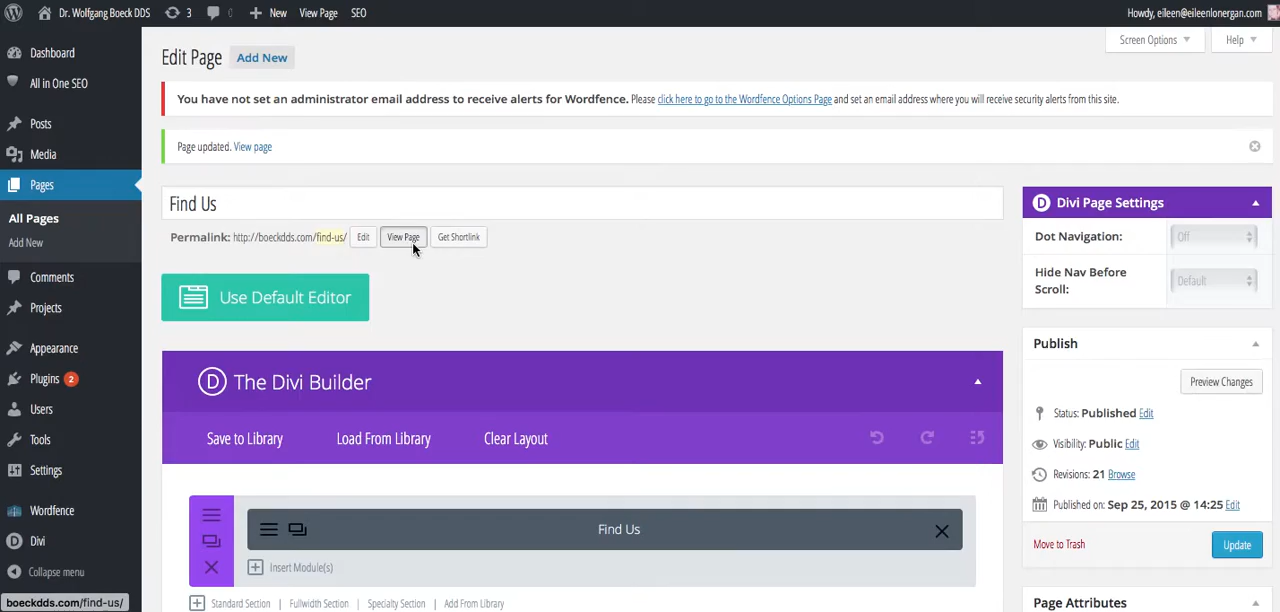 Dr. Wolfgang Boeck DDS 3 0 New View Page SEO Howdy, eileen@eileenlonergan.com
Screen Options Help
Dashboard
All in One SEO
Posts
Media
Pages
All Pages
Add New
Comments
Projects
Appearance
Plugins 2
Users
Tools
Settings
Wordfence
Divi
Collapse menu
boeckdds.com/find-us/
Edit Page Add New
You have not set an administrator email address to receive alerts for Wordfence. Please click here to go to the Wordfence Options Page and set an email address where you will receive security alerts from this site.
Page updated. View page
Find Us
Permalink: http://boeckdds.com/find-us/ Edit View Page Get Shortlink
Use Default Editor
D The Divi Builder
Save to Library Load From Library Clear Layout
Find Us
Insert Module(s)
Standard Section | Fullwidth Section | Specialty Section | Add From Library
D Divi Page Settings
Dot Navigation: Off
Hide Nav Before Scroll: Default
Publish
Preview Changes
Status: Published Edit
Visibility: Public Edit
Revisions: 21 Browse
Published on: Sep 25, 2015 @ 14:25 Edit
Move to Trash Update
Page Attributes